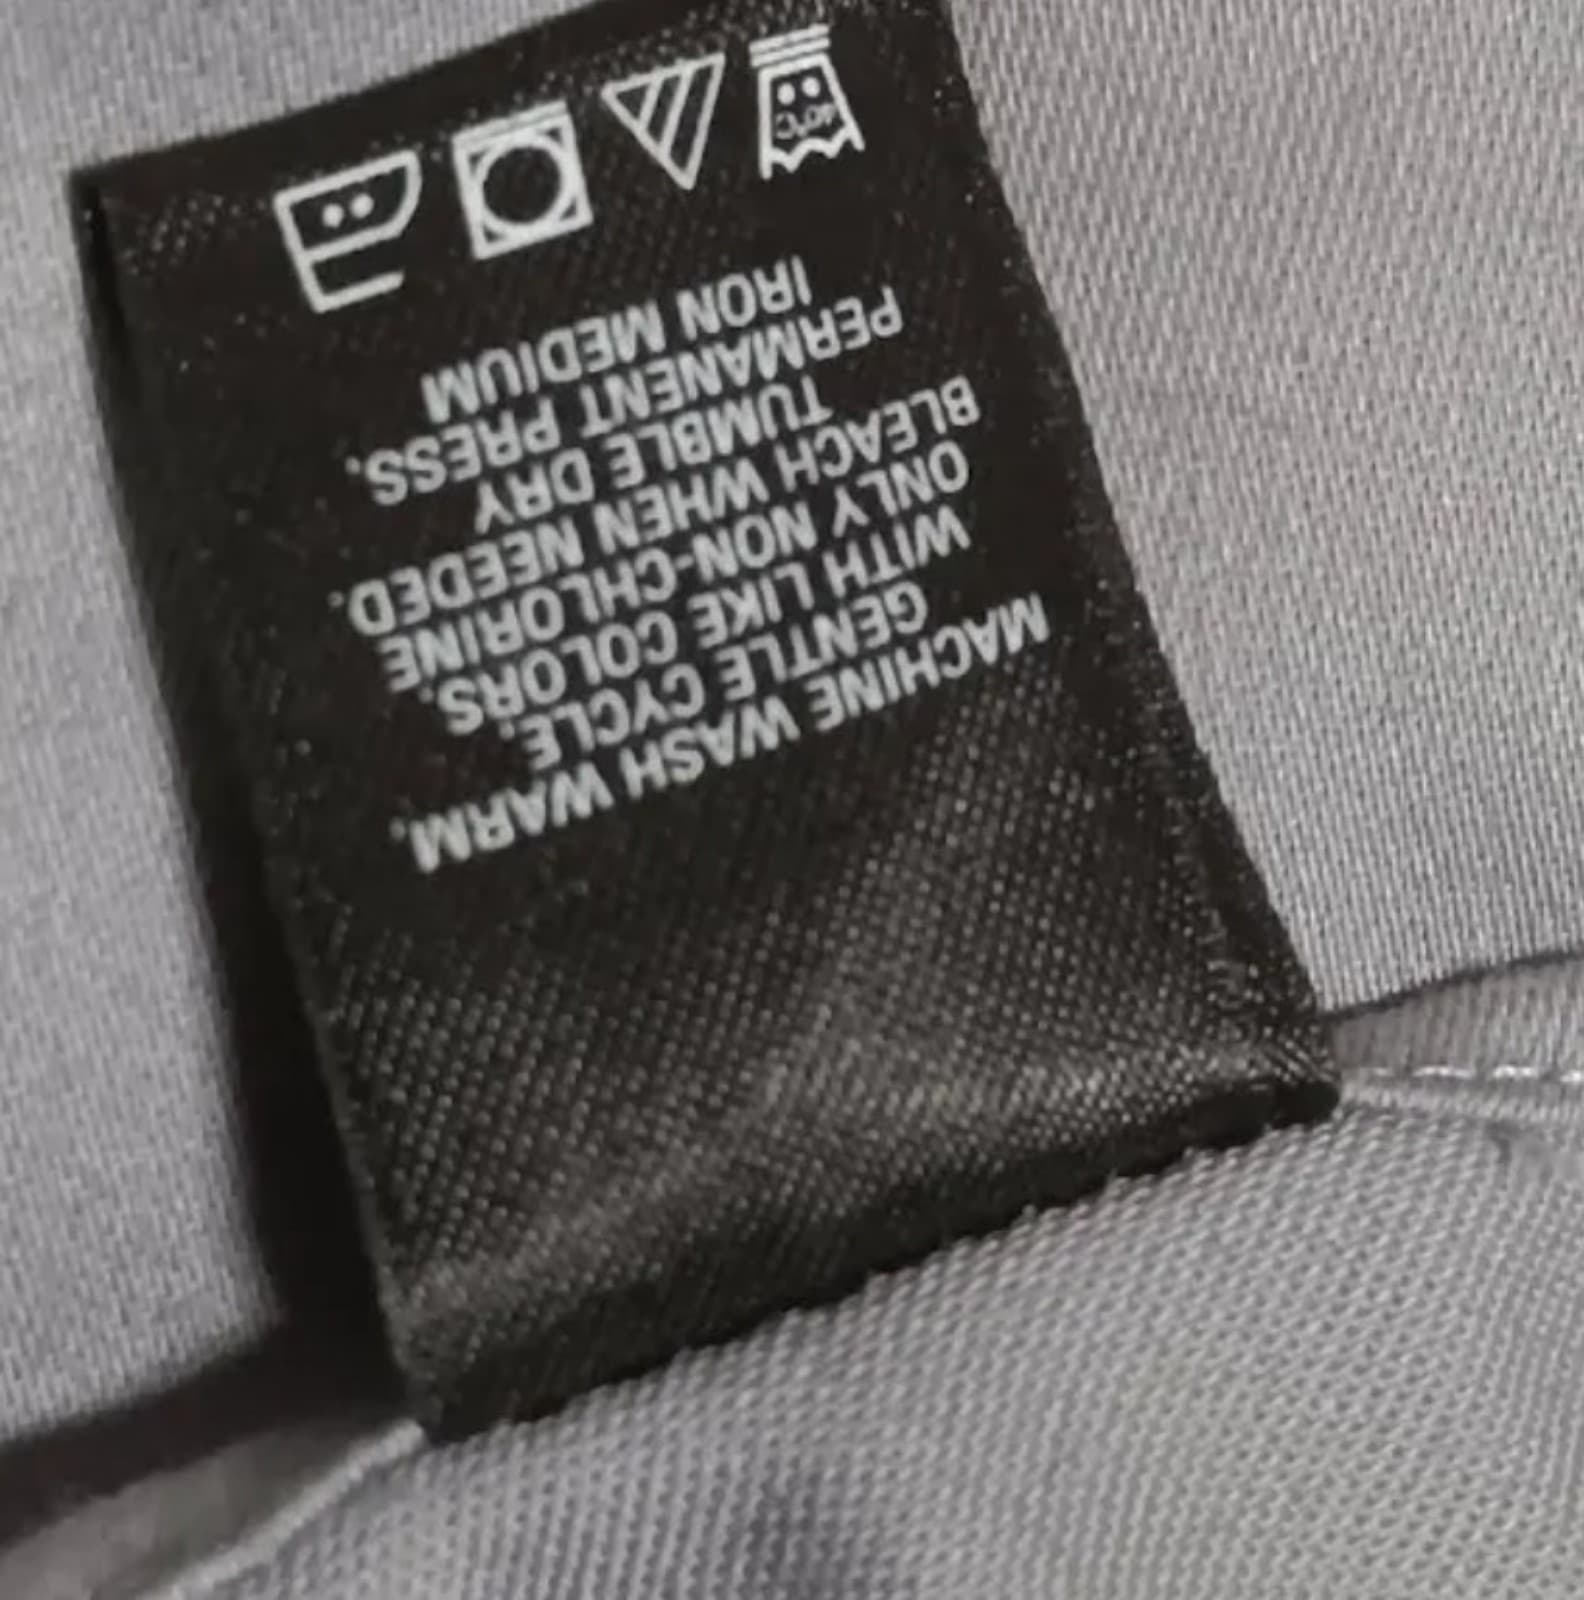 MACHINE WASH WARM.
GENTLE CYCLE.
WITH LIKE COLORS.
ONLY NON-CHLORINE
BLEACH WHEN NEEDED.
TUMBLE DRY
PERMANENT PRESS.
IRON MEDIUM
40°C